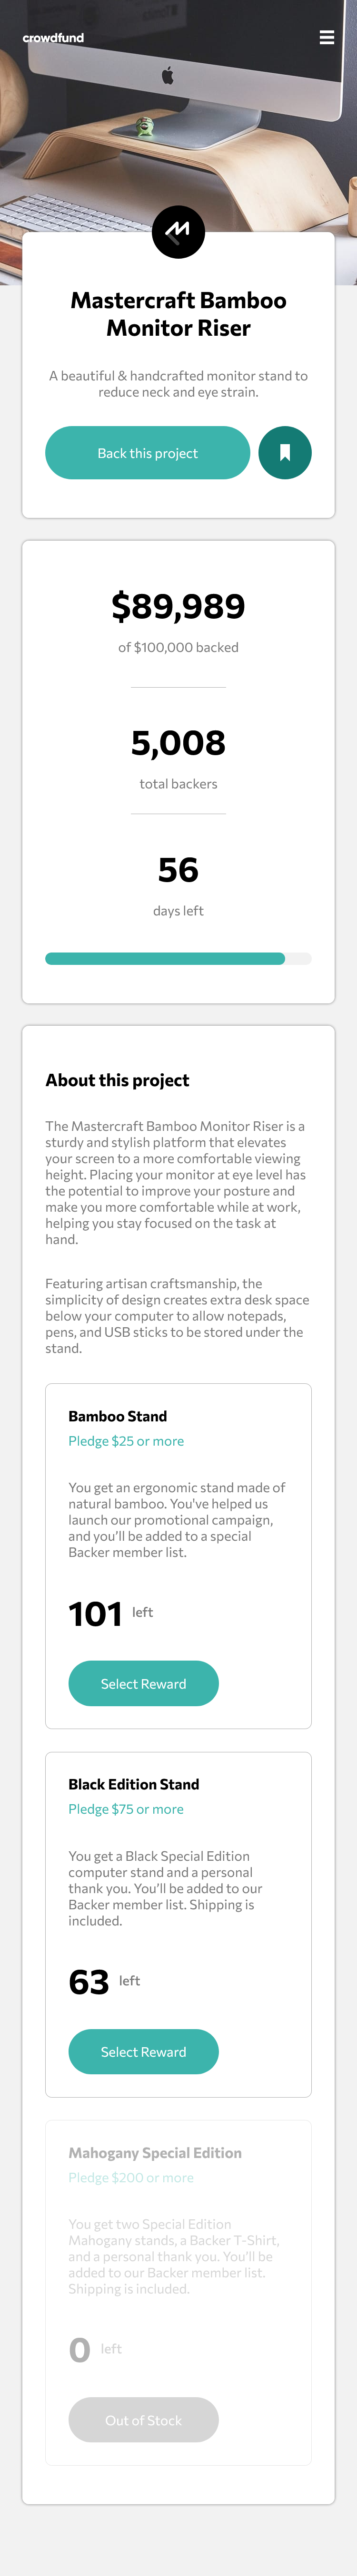 crowdfund
Mastercraft Bamboo
Monitor Riser
A beautiful & handcrafted monitor stand to
reduce neck and eye strain.
Back this project
$89,989
of $100,000 backed
5,008
total backers
56
days left
About this project
The Mastercraft Bamboo Monitor Riser is a
sturdy and stylish platform that elevates
your screen to a more comfortable viewing
height. Placing your monitor at eye level has
the potential to improve your posture and
make you more comfortable while at work,
helping you stay focused on the task at
hand.
Featuring artisan craftsmanship, the
simplicity of design creates extra desk space
below your computer to allow notepads,
pens, and USB sticks to be stored under the
stand.
Bamboo Stand
Pledge $25 or more
You get an ergonomic stand made of
natural bamboo. You've helped us
launch our promotional campaign,
and you'll be added to a special
Backer member list.
101 left
Select Reward
Black Edition Stand
Pledge $75 or more
You get a Black Special Edition
computer stand and a personal
thank you. You'll be added to our
Backer member list. Shipping is
included.
63 left
Select Reward
Mahogany Special Edition
Pledge $200 or more
You get two Special Edition
Mahogany stands, a Backer T-Shirt,
and a personal thank you. You'll be
added to our Backer member list.
Shipping is included.
0 left
Out of Stock